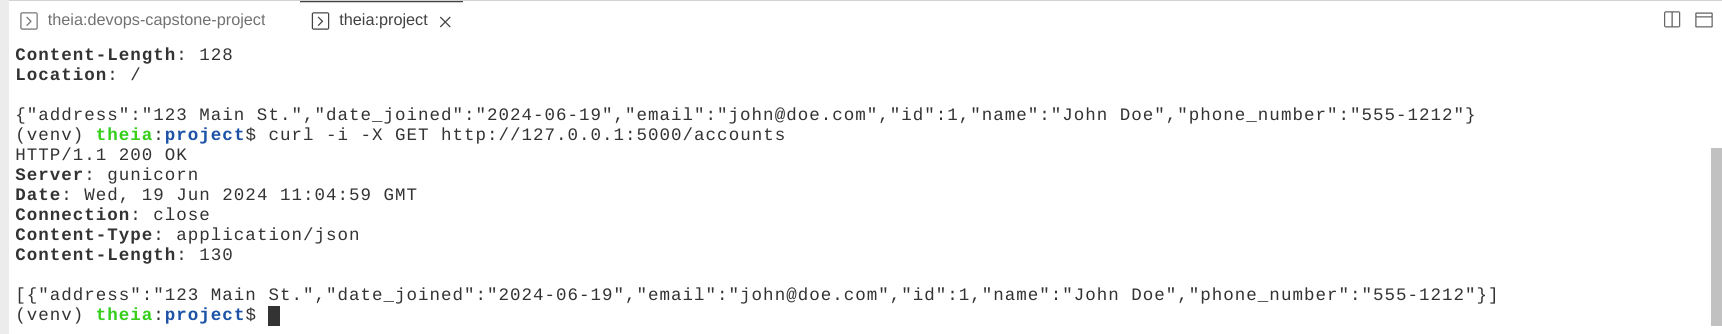 theia:devops-capstone-project theia:project
Content-Length: 128
Location: /
{"address":"123 Main St.","date_joined":"2024-06-19","email":"john@doe.com","id":1,"name":"John Doe","phone_number":"555-1212"}
(venv) theia:project$ curl -i -X GET http://127.0.0.1:5000/accounts
HTTP/1.1 200 OK
Server: gunicorn
Date: Wed, 19 Jun 2024 11:04:59 GMT
Connection: close
Content-Type: application/json
Content-Length: 130
[{"address":"123 Main St.","date_joined":"2024-06-19","email":"john@doe.com","id":1,"name":"John Doe","phone_number":"555-1212"}]
(venv) theia:project$